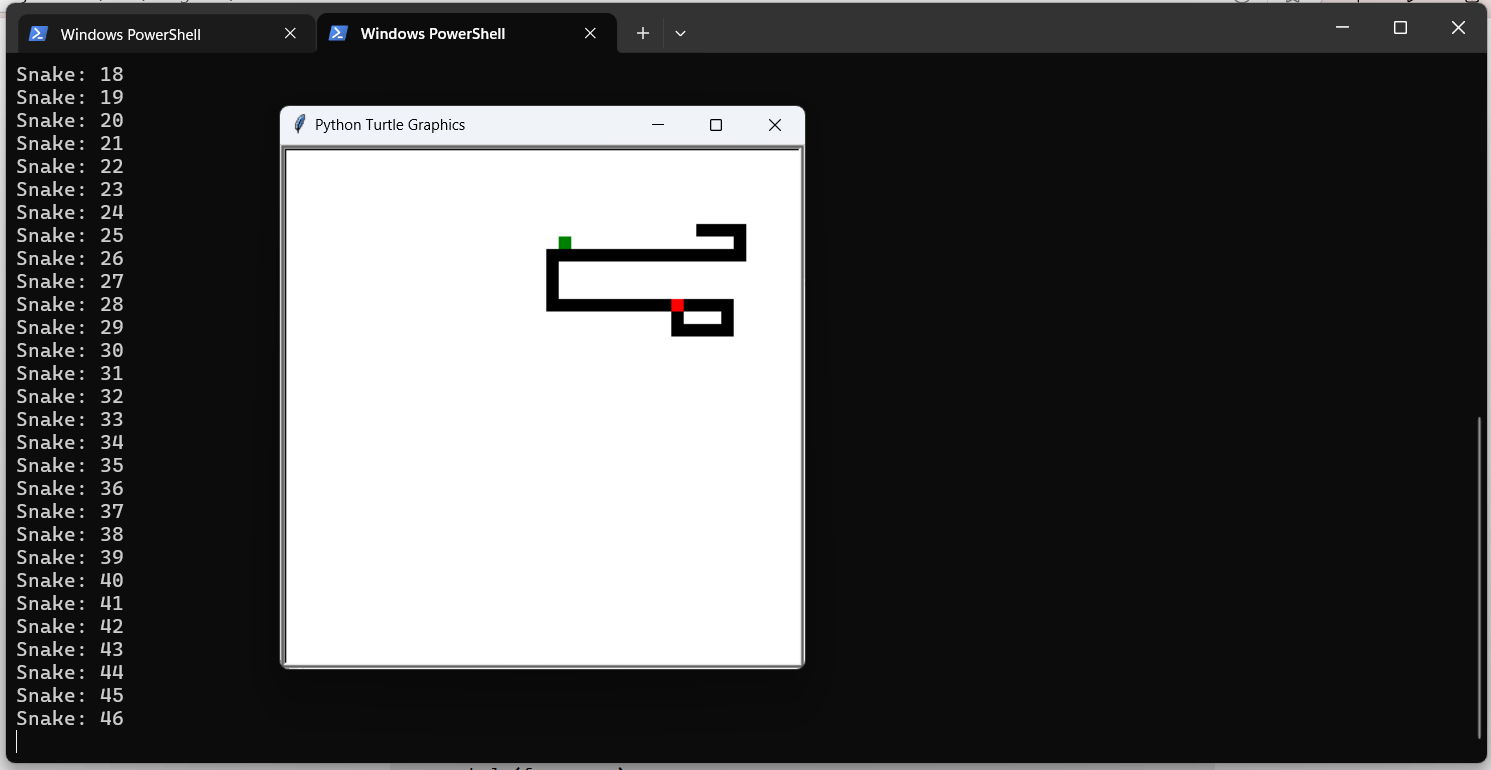 Windows PowerShell
Windows PowerShell
Snake: 18
Snake: 19
Snake: 20
Snake: 21
Snake: 22
Snake: 23
Snake: 24
Snake: 25
Snake: 26
Snake: 27
Snake: 28
Snake: 29
Snake: 30
Snake: 31
Snake: 32
Snake: 33
Snake: 34
Snake: 35
Snake: 36
Snake: 37
Snake: 38
Snake: 39
Snake: 40
Snake: 41
Snake: 42
Snake: 43
Snake: 44
Snake: 45
Snake: 46
Python Turtle Graphics